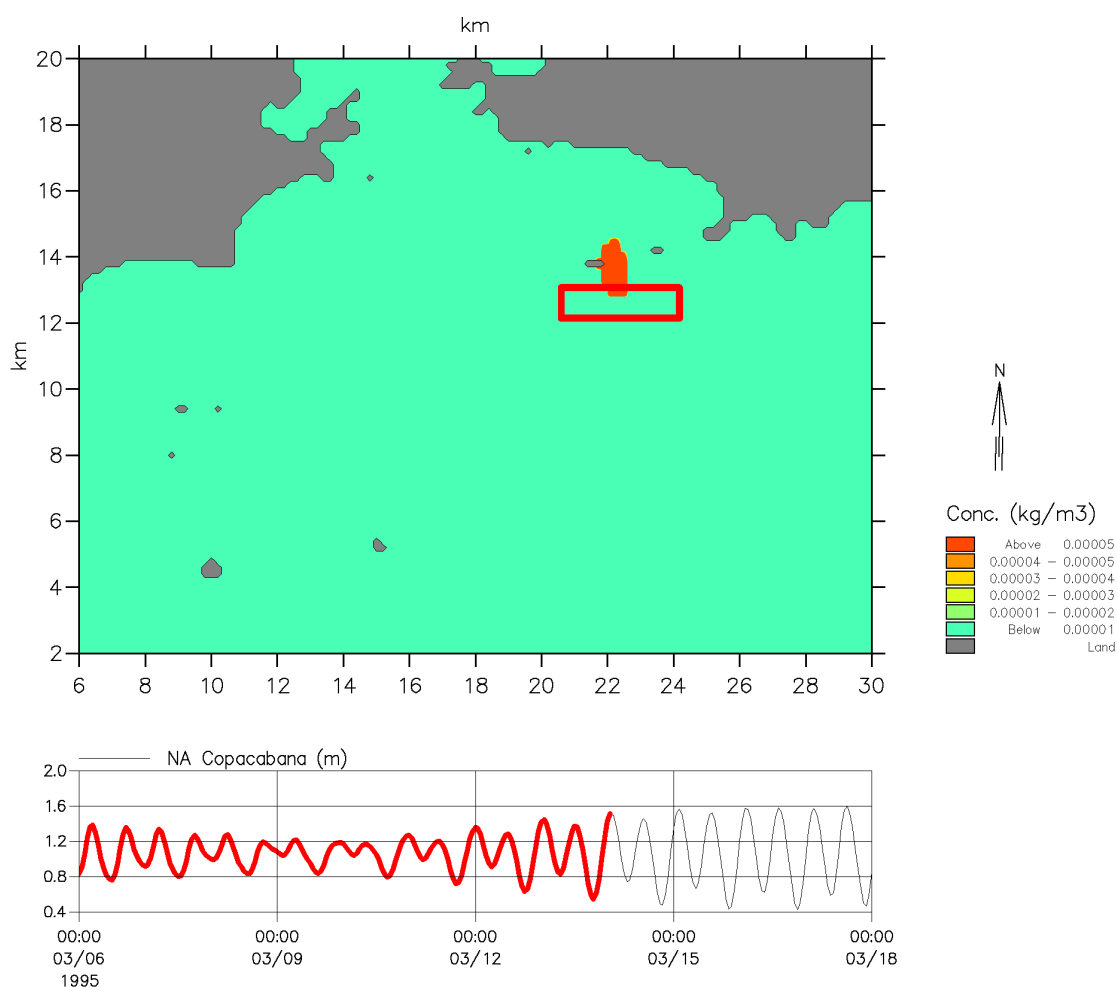 km
20
18
16
14
12
10
8
6
4
2
km
6 8 10 12 14 16 18 20 22 24 26 28 30
N
Conc. (kg/m3)
Above 0.00005
0.00004 – 0.00005
0.00003 – 0.00004
0.00002 – 0.00003
0.00001 – 0.00002
Below 0.00001
Land
NA Copacabana (m)
2.0
1.6
1.2
0.8
0.4
00:00 00:00 00:00 00:00 00:00
03/06 03/09 03/12 03/15 03/18
1995